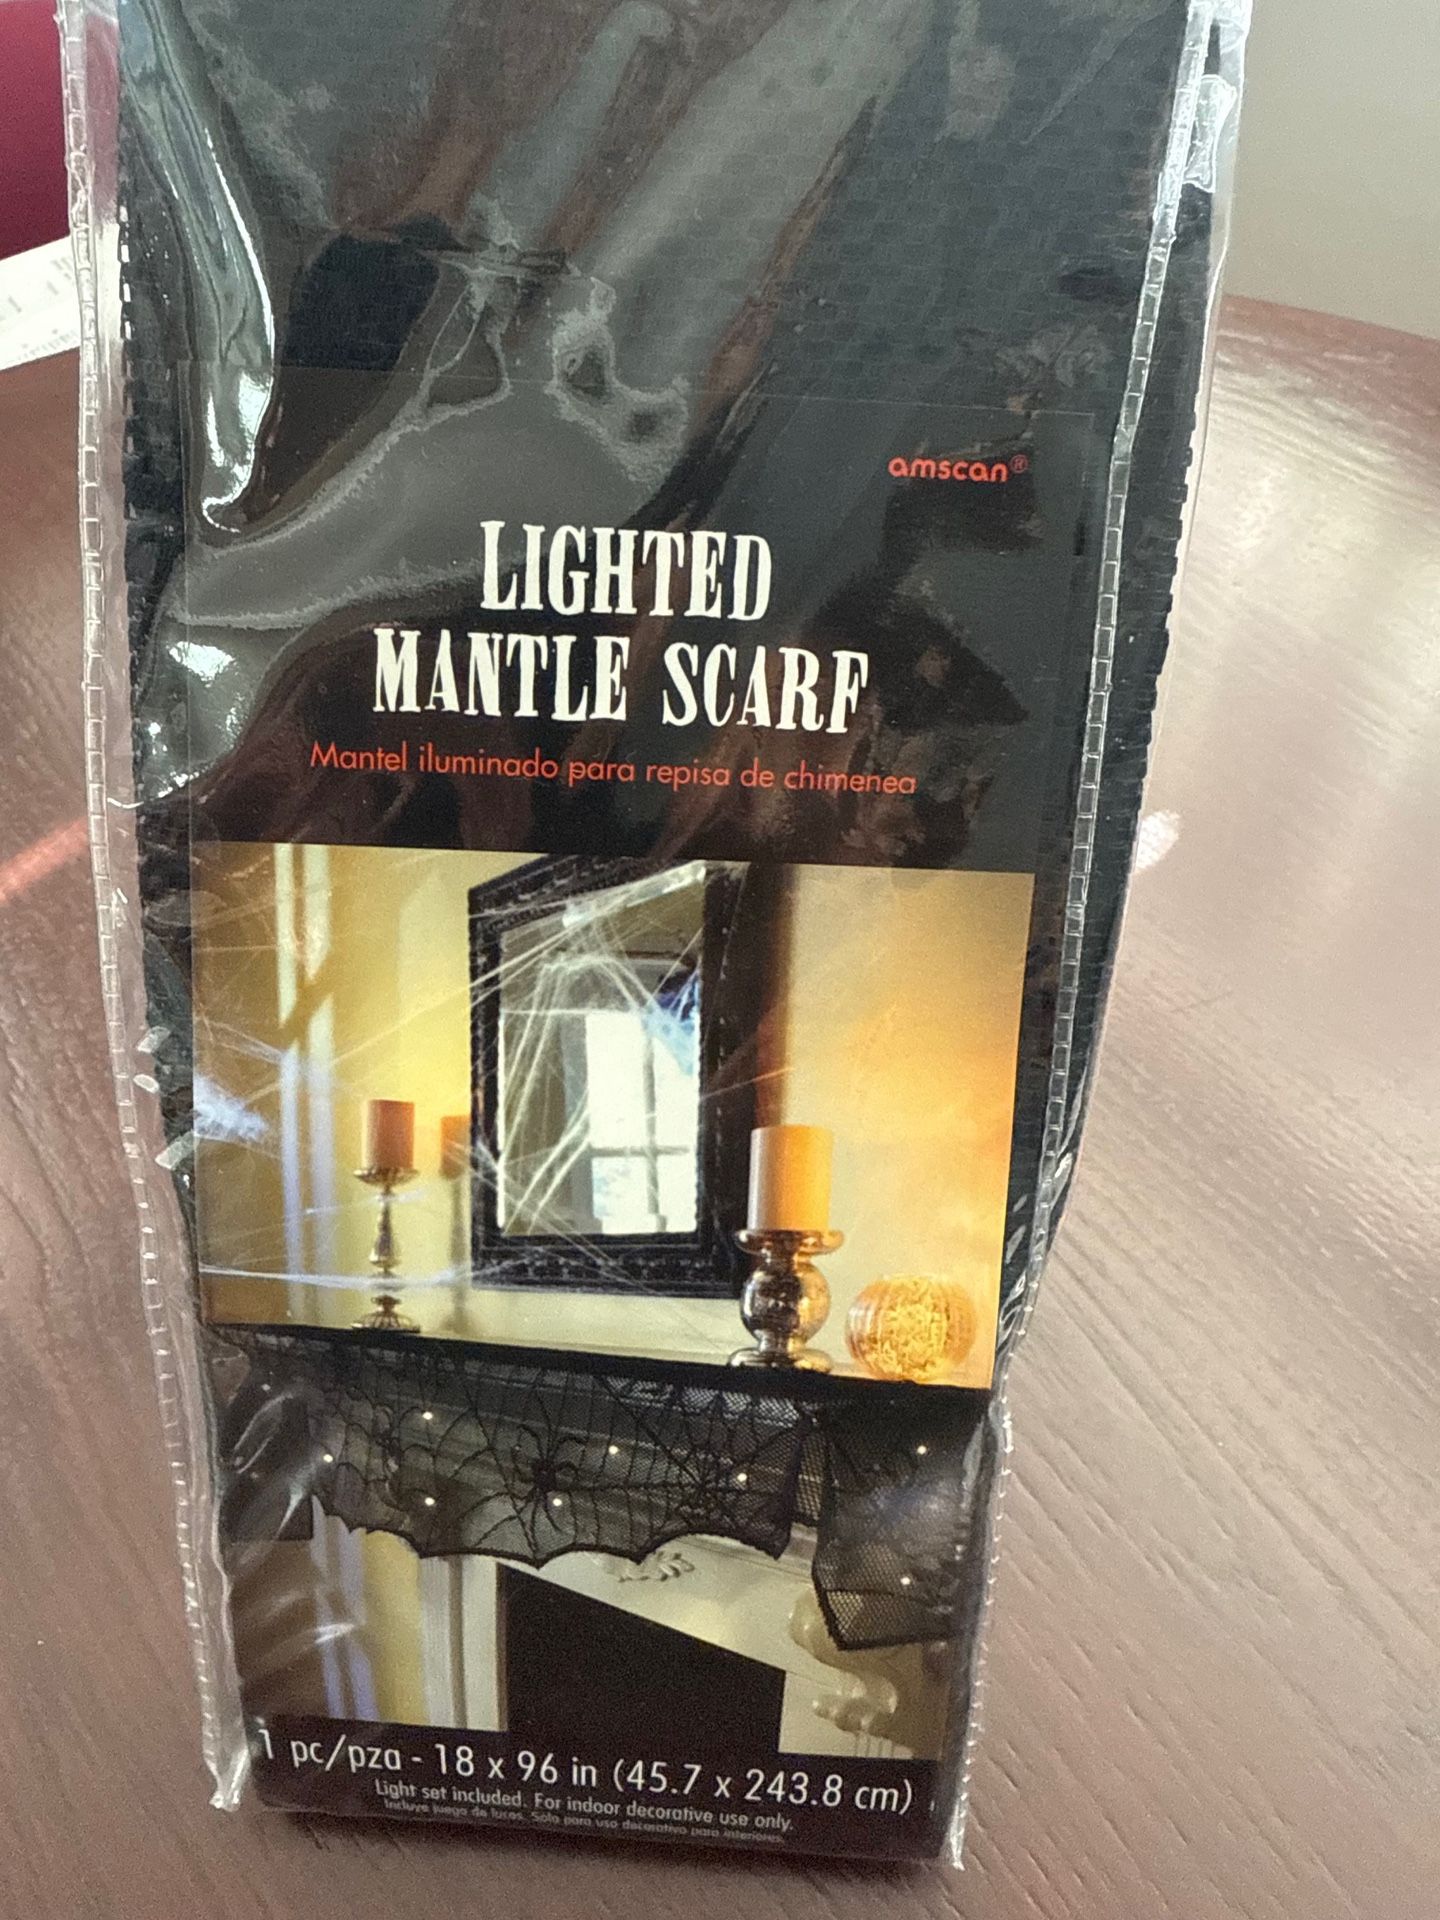 amscan®
LIGHTED
MANTLE SCARF
Mantel iluminado para repisa de chimenea
1 pc/pza - 18 x 96 in (45.7 x 243.8 cm)
Light set included. For indoor decorative use only.
Incluye juego de luces. Solo para uso decorativo para interiores.